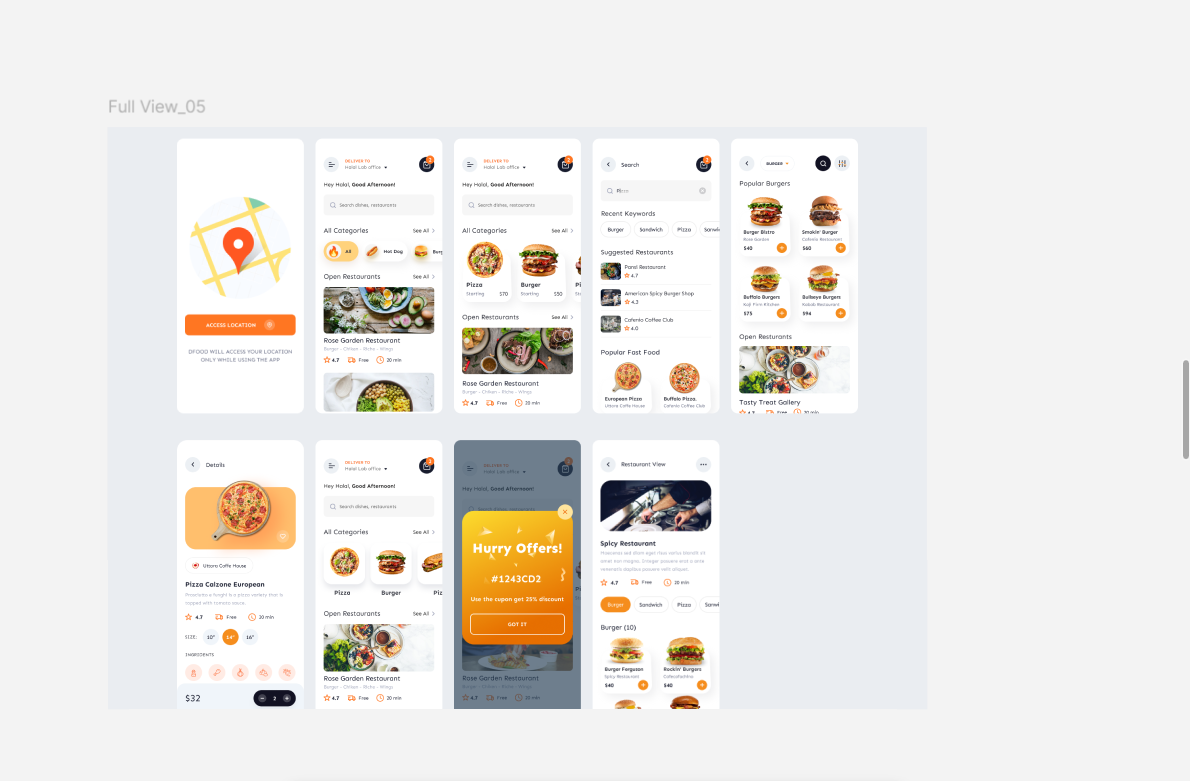 Full View_05
ACCESS LOCATION
DFOOD WILL ACCESS YOUR LOCATION
ONLY WHILE USING THE APP
DELIVER TO
Halal Lab office
2
Hey Halal, Good Afternoon!
Search dishes, restaurants
All Categories
See All
All
Hot Dog
Burg
Open Restaurants
See All
Rose Garden Restaurant
Burger - Chiken - Riche - Wings
4.7
Free
20 min
DELIVER TO
Halal Lab office
2
Hey Halal, Good Afternoon!
Search dishes, restaurants
All Categories
See All
Pizza
Burger
Pi
Starting
$70
Starting
$50
Open Restaurants
See All
Rose Garden Restaurant
Burger - Chiken - Riche - Wings
4.7
Free
20 min
Search
2
Recent Keywords
Burger
Sandwich
Pizza
Sanwi
Suggested Restaurants
Pansi Restaurant
4.7
American Spicy Burger Shop
4.3
Cafenio Coffee Club
4.0
Popular Fast Food
European Pizza
Uttora Coffe House
Buffalo Pizza.
Cafenio Coffee Club
BURGER
Popular Burgers
Burger Bistro
Rose Garden
$40
Smokin' Burger
Cafenio Restaurant
$60
Buffalo Burgers
Kaji Firm Kitchen
$75
Bullseye Burgers
Kabab Restaurant
$94
Open Resturants
Tasty Treat Gallery
4.7
Free
20 min
Details
Uttora Coffe House
Pizza Calzone European
Prosciutto e funghi is a pizza variety that is
topped with tomato sauce.
4.7
Free
20 min
SIZE:
10"
14"
16"
INGRIDENTS
$32
2
DELIVER TO
Halal Lab office
2
Hey Halal, Good Afternoon!
Search dishes, restaurants
All Categories
See All
Pizza
Burger
Piz
Open Restaurants
See All
Rose Garden Restaurant
Burger - Chiken - Riche - Wings
4.7
Free
20 min
DELIVER TO
Halal Lab office
Hey Halal, Good Afternoon!
Hurry Offers!
#1243CD2
Use the cupon get 25% discount
GOT IT
Rose Garden Restaurant
Burger - Chiken - Riche - Wings
4.7
Free
20 min
Restaurant View
Spicy Restaurant
Maecenas sed diam eget risus varius blandit sit
amet non magna. Integer posuere erat a ante
venenatis dapibus posuere velit aliquet.
4.7
Free
20 min
Burger
Sandwich
Pizza
Sanwi
Burger (10)
Burger Ferguson
Spicy Restaurant
$40
Rockin' Burgers
Cafecafachino
$40